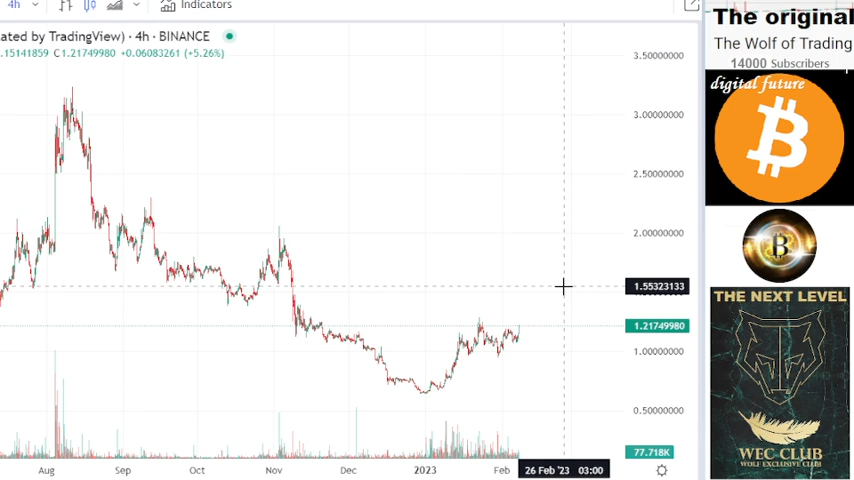 4h
Indicators
ated by TradingView) · 4h · BINANCE
.15141859 C1.21749980 +0.06083261 (+5.26%)
3.50000000
3.00000000
2.50000000
2.00000000
1.55323133
1.21749980
1.00000000
0.50000000
77.718K
Aug Sep Oct Nov Dec 2023 Feb 26 Feb '23 03:00
The original
The Wolf of Trading
14000 Subscribers
digital future
THE NEXT LEVEL
WEC CLUB
WOLF EXCLUSIVE CLUB